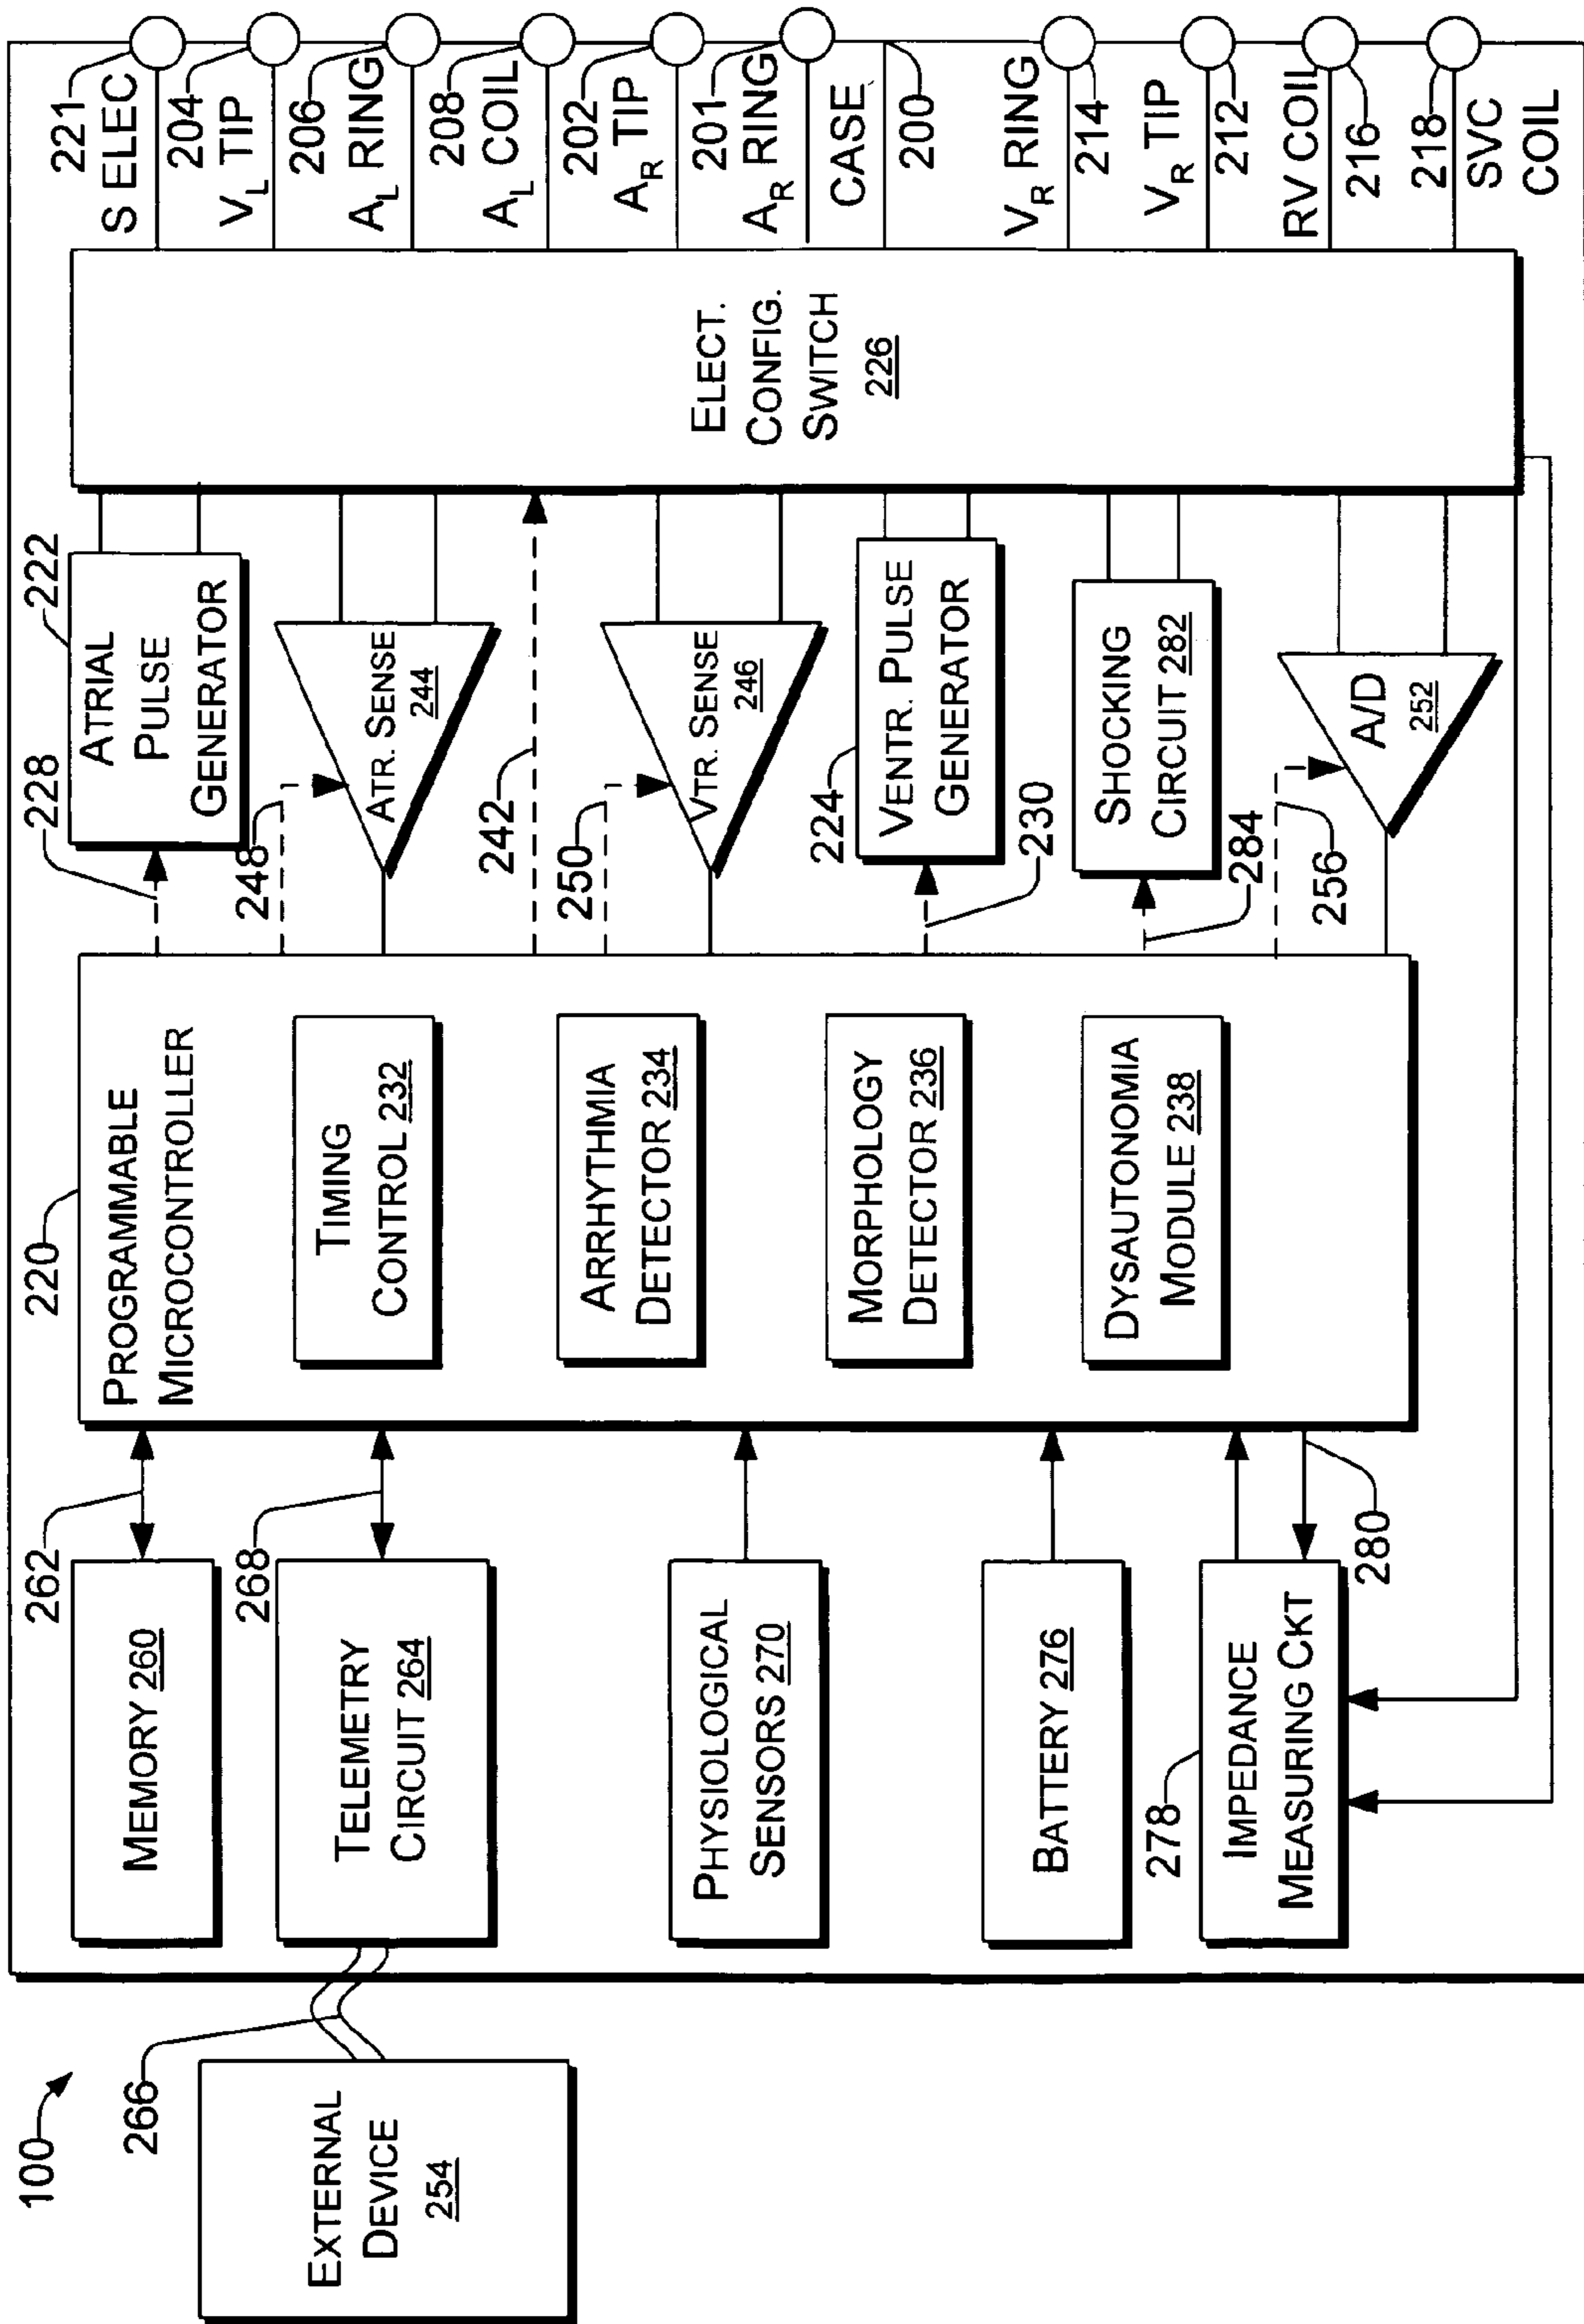 100
EXTERNAL
DEVICE
254
266
MEMORY 260
262
TELEMETRY
CIRCUIT 264
268
PHYSIOLOGICAL
SENSORS 270
BATTERY 276
278
IMPEDANCE
MEASURING CKT
280
220
PROGRAMMABLE
MICROCONTROLLER
TIMING
CONTROL 232
ARRHYTHMIA
DETECTOR 234
MORPHOLOGY
DETECTOR 236
DYSAUTONOMIA
MODULE 238
228
222
ATRIAL
PULSE
GENERATOR
248
ATR. SENSE
244
242
250
VTR. SENSE
246
224
VENTR. PULSE
GENERATOR
230
SHOCKING
CIRCUIT 282
284
256
A/D
252
ELECT.
CONFIG.
SWITCH
226
221
S ELEC
204
VL TIP
206
AL RING
208
AL COIL
202
AR TIP
201
AR RING
CASE
200
VR RING
214
VR TIP
212
RV COIL
216
218
SVC
COIL